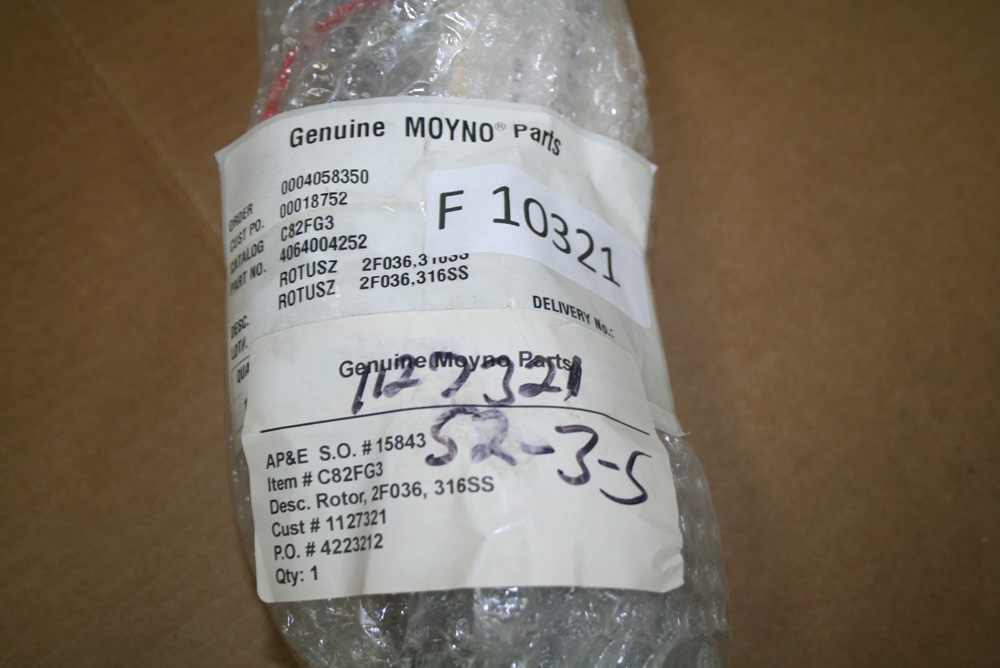 Genuine MOYNO® Parts
ORDER 0004058350
CUST PO. 00018752
CATALOG C82FG3
PART NO. 4064004252
ROTUSZ 2F036,316SS
DESC. ROTUSZ 2F036,316SS
F 10321
DELIVERY No.:
LOT#.
QUA
Genuine Moyno Parts
1127321
AP&E S.O. # 15843
52-3-5
Item # C82FG3
Desc. Rotor, 2F036, 316SS
Cust # 1127321
P.O. # 4223212
Qty: 1